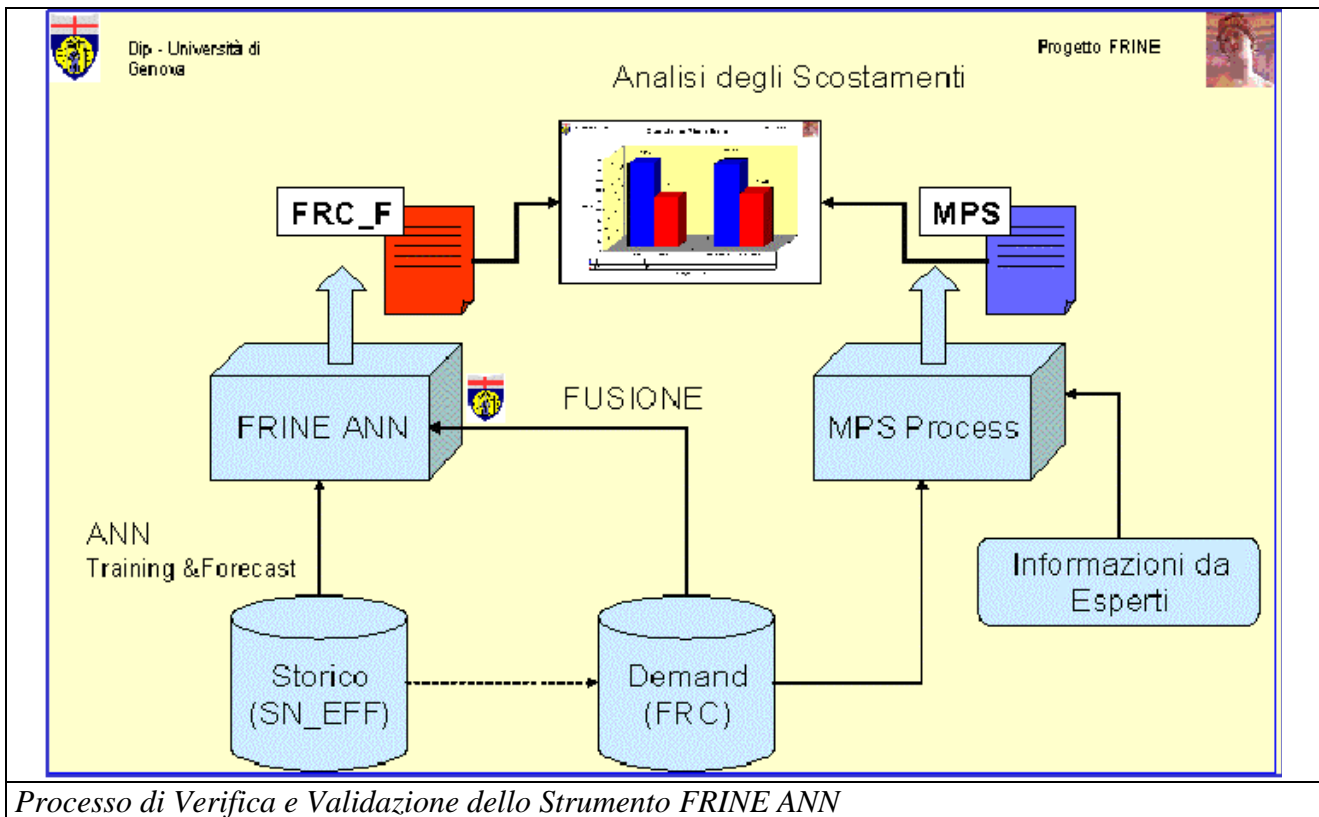 Dip - Università di
Genova
Progetto FRINE
Analisi degli Scostamenti
FRC_F
MPS
FRINE ANN
FUSIONE
MPS Process
ANN
Training &Forecast
Informazioni da
Esperti
Storico
(SN_EFF)
Demand
(FRC)
Processo di Verifica e Validazione dello Strumento FRINE ANN